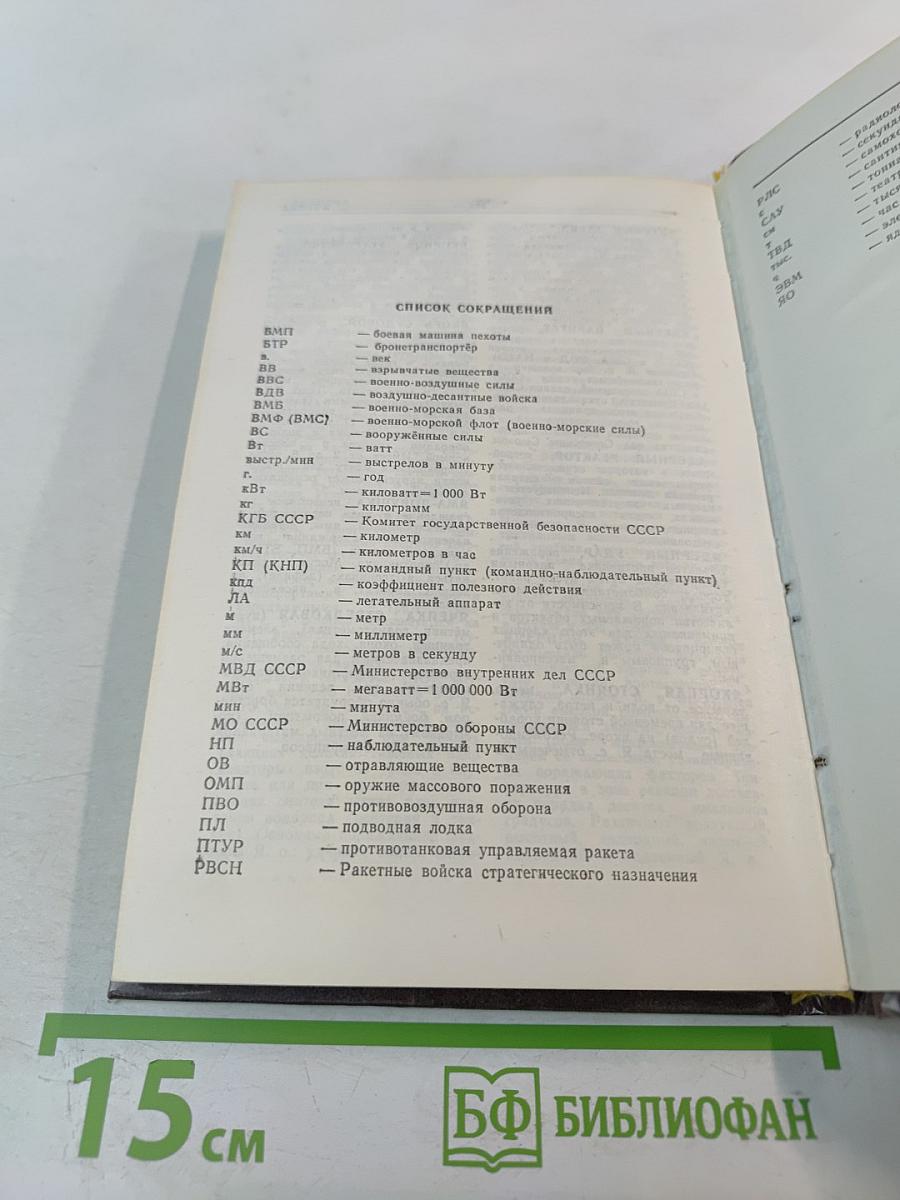 СПИСОК СОКРАЩЕНИЙ
БМП — боевая машина пехоты
БТР — бронетранспортёр
в. — век
ВВ — взрывчатые вещества
ВВС — военно-воздушные силы
ВДВ — воздушно-десантные войска
ВМБ — военно-морская база
ВМФ (ВМС) — военно-морской флот (военно-морские силы)
ВС — вооружённые силы
Вт — ватт
выстр./мин — выстрелов в минуту
г. — год
кВт — киловатт=1 000 Вт
кг — килограмм
КГБ СССР — Комитет государственной безопасности СССР
км — километр
км/ч — километров в час
КП (КНП) — командный пункт (командно-наблюдательный пункт)
кпд — коэффициент полезного действия
ЛА — летательный аппарат
м — метр
мм — миллиметр
м/с — метров в секунду
МВД СССР — Министерство внутренних дел СССР
МВт — мегаватт=1 000 000 Вт
мин — минута
МО СССР — Министерство обороны СССР
НП — наблюдательный пункт
ОВ — отравляющие вещества
ОМП — оружие массового поражения
ПВО — противовоздушная оборона
ПЛ — подводная лодка
ПТУР — противотанковая управляемая ракета
РВСН — Ракетные войска стратегического назначения
РЛС
с
САУ
см
т
ТВД
тыс.
ч
ЭВМ
ЯО
15 см
БФ БИБЛИОФАН